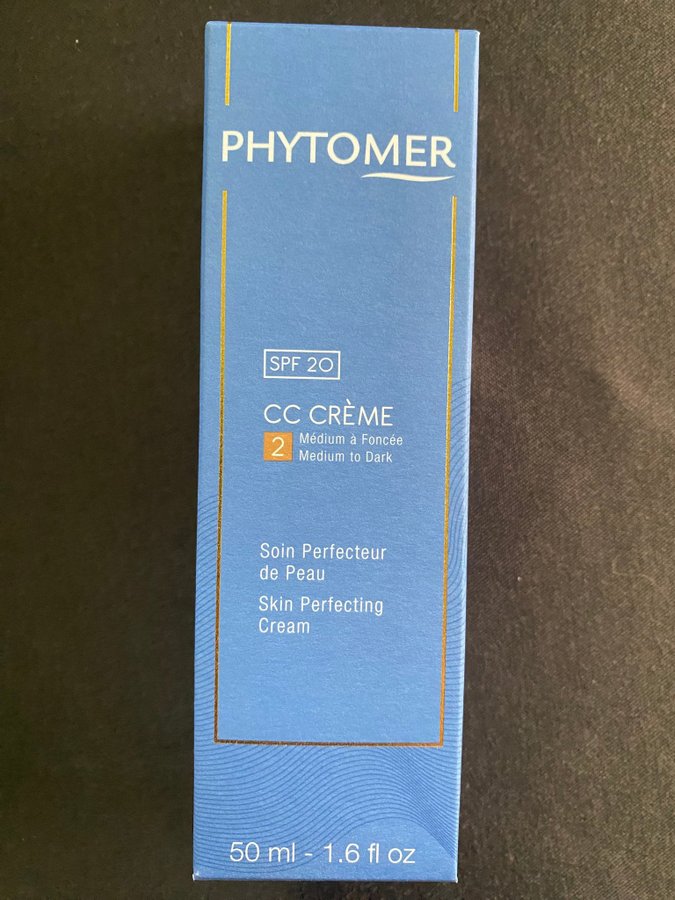 PHYTOMER
SPF 20
CC CRÈME
2
Médium à Foncée
Medium to Dark
Soin Perfecteur
de Peau
Skin Perfecting
Cream
50 ml - 1.6 fl oz